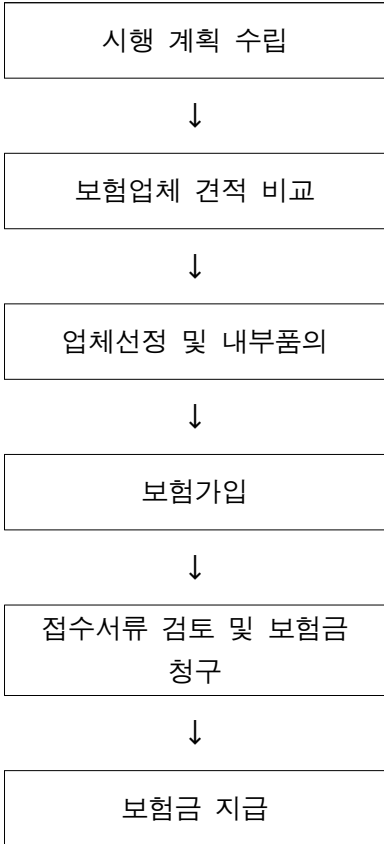 시행 계획 수립
↓
보험업체 견적 비교
↓
업체선정 및 내부품의
↓
보험가입
↓
접수서류 검토 및 보험금
청구
↓
보험금 지급